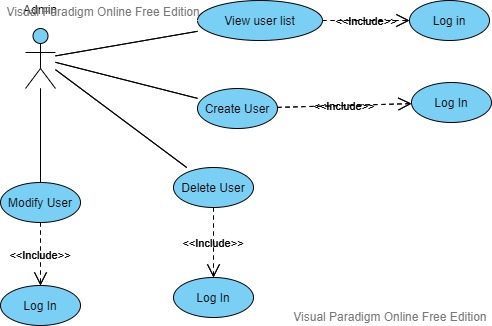 Admin
Visual Paradigm Online Free Edition
View user list
<<Include>>
Log in
Create User
<<Include>>
Log In
Delete User
Modify User
<<Include>>
<<Include>>
Log In
Log In
Visual Paradigm Online Free Edition